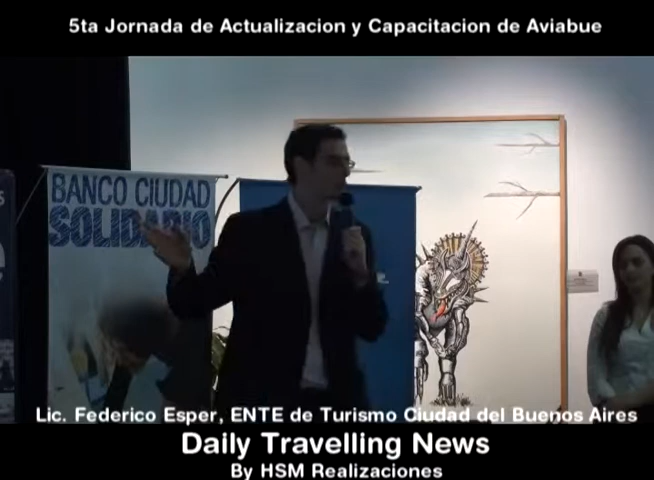 5ta Jornada de Actualizacion y Capacitacion de Aviabue
BANCO CIUDAD
SOLIDARIO
Lic. Federico Esper, ENTE de Turismo Ciudad del Buenos Aires
Daily Travelling News
By HSM Realizaciones